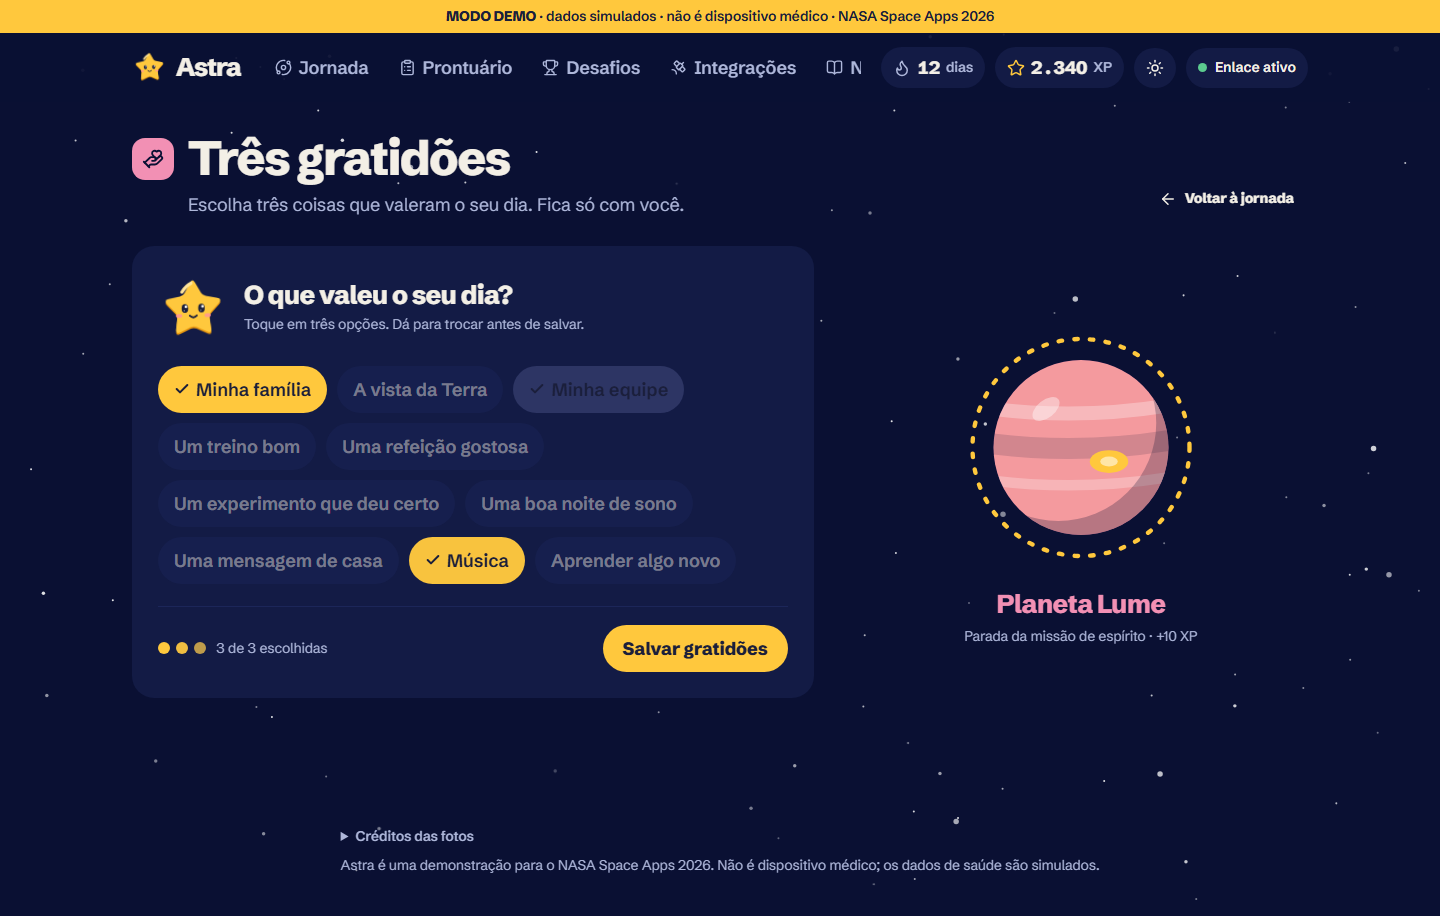 MODO DEMO · dados simulados · não é dispositivo médico · NASA Space Apps 2026
Astra
Jornada
Prontuário
Desafios
Integrações
N
12 dias
2.340 XP
Enlace ativo
Três gratidões
Escolha três coisas que valeram o seu dia. Fica só com você.
Voltar à jornada
O que valeu o seu dia?
Toque em três opções. Dá para trocar antes de salvar.
Minha família
A vista da Terra
Minha equipe
Um treino bom
Uma refeição gostosa
Um experimento que deu certo
Uma boa noite de sono
Uma mensagem de casa
Música
Aprender algo novo
3 de 3 escolhidas
Salvar gratidões
Planeta Lume
Parada da missão de espírito · +10 XP
Créditos das fotos
Astra é uma demonstração para o NASA Space Apps 2026. Não é dispositivo médico; os dados de saúde são simulados.